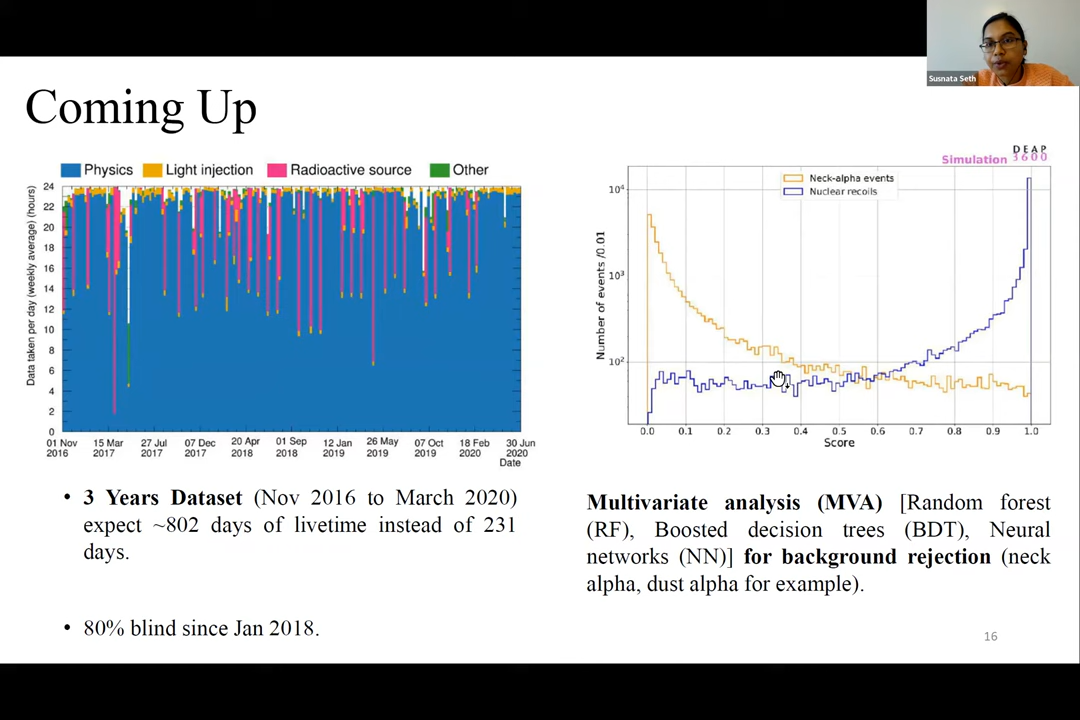 Susnata Seth
Coming Up
Physics Light injection Radioactive source Other
Data taken per day (weekly average) (hours)
24
22
20
18
16
14
12
10
8
6
4
2
0
01 Nov 15 Mar 27 Jul 07 Dec 20 Apr 01 Sep 12 Jan 26 May 07 Oct 18 Feb 30 Jun
2016 2017 2017 2017 2018 2018 2019 2019 2019 2020 2020
Date
• 3 Years Dataset (Nov 2016 to March 2020)
expect ~802 days of livetime instead of 231
days.
• 80% blind since Jan 2018.
DEAP
Simulation 3600
Neck-alpha events
Nuclear recoils
Number of events /0.01
10⁴
10³
10²
0.0 0.1 0.2 0.3 0.4 0.5 0.6 0.7 0.8 0.9 1.0
Score
Multivariate analysis (MVA) [Random forest
(RF), Boosted decision trees (BDT), Neural
networks (NN)] for background rejection (neck
alpha, dust alpha for example).
16